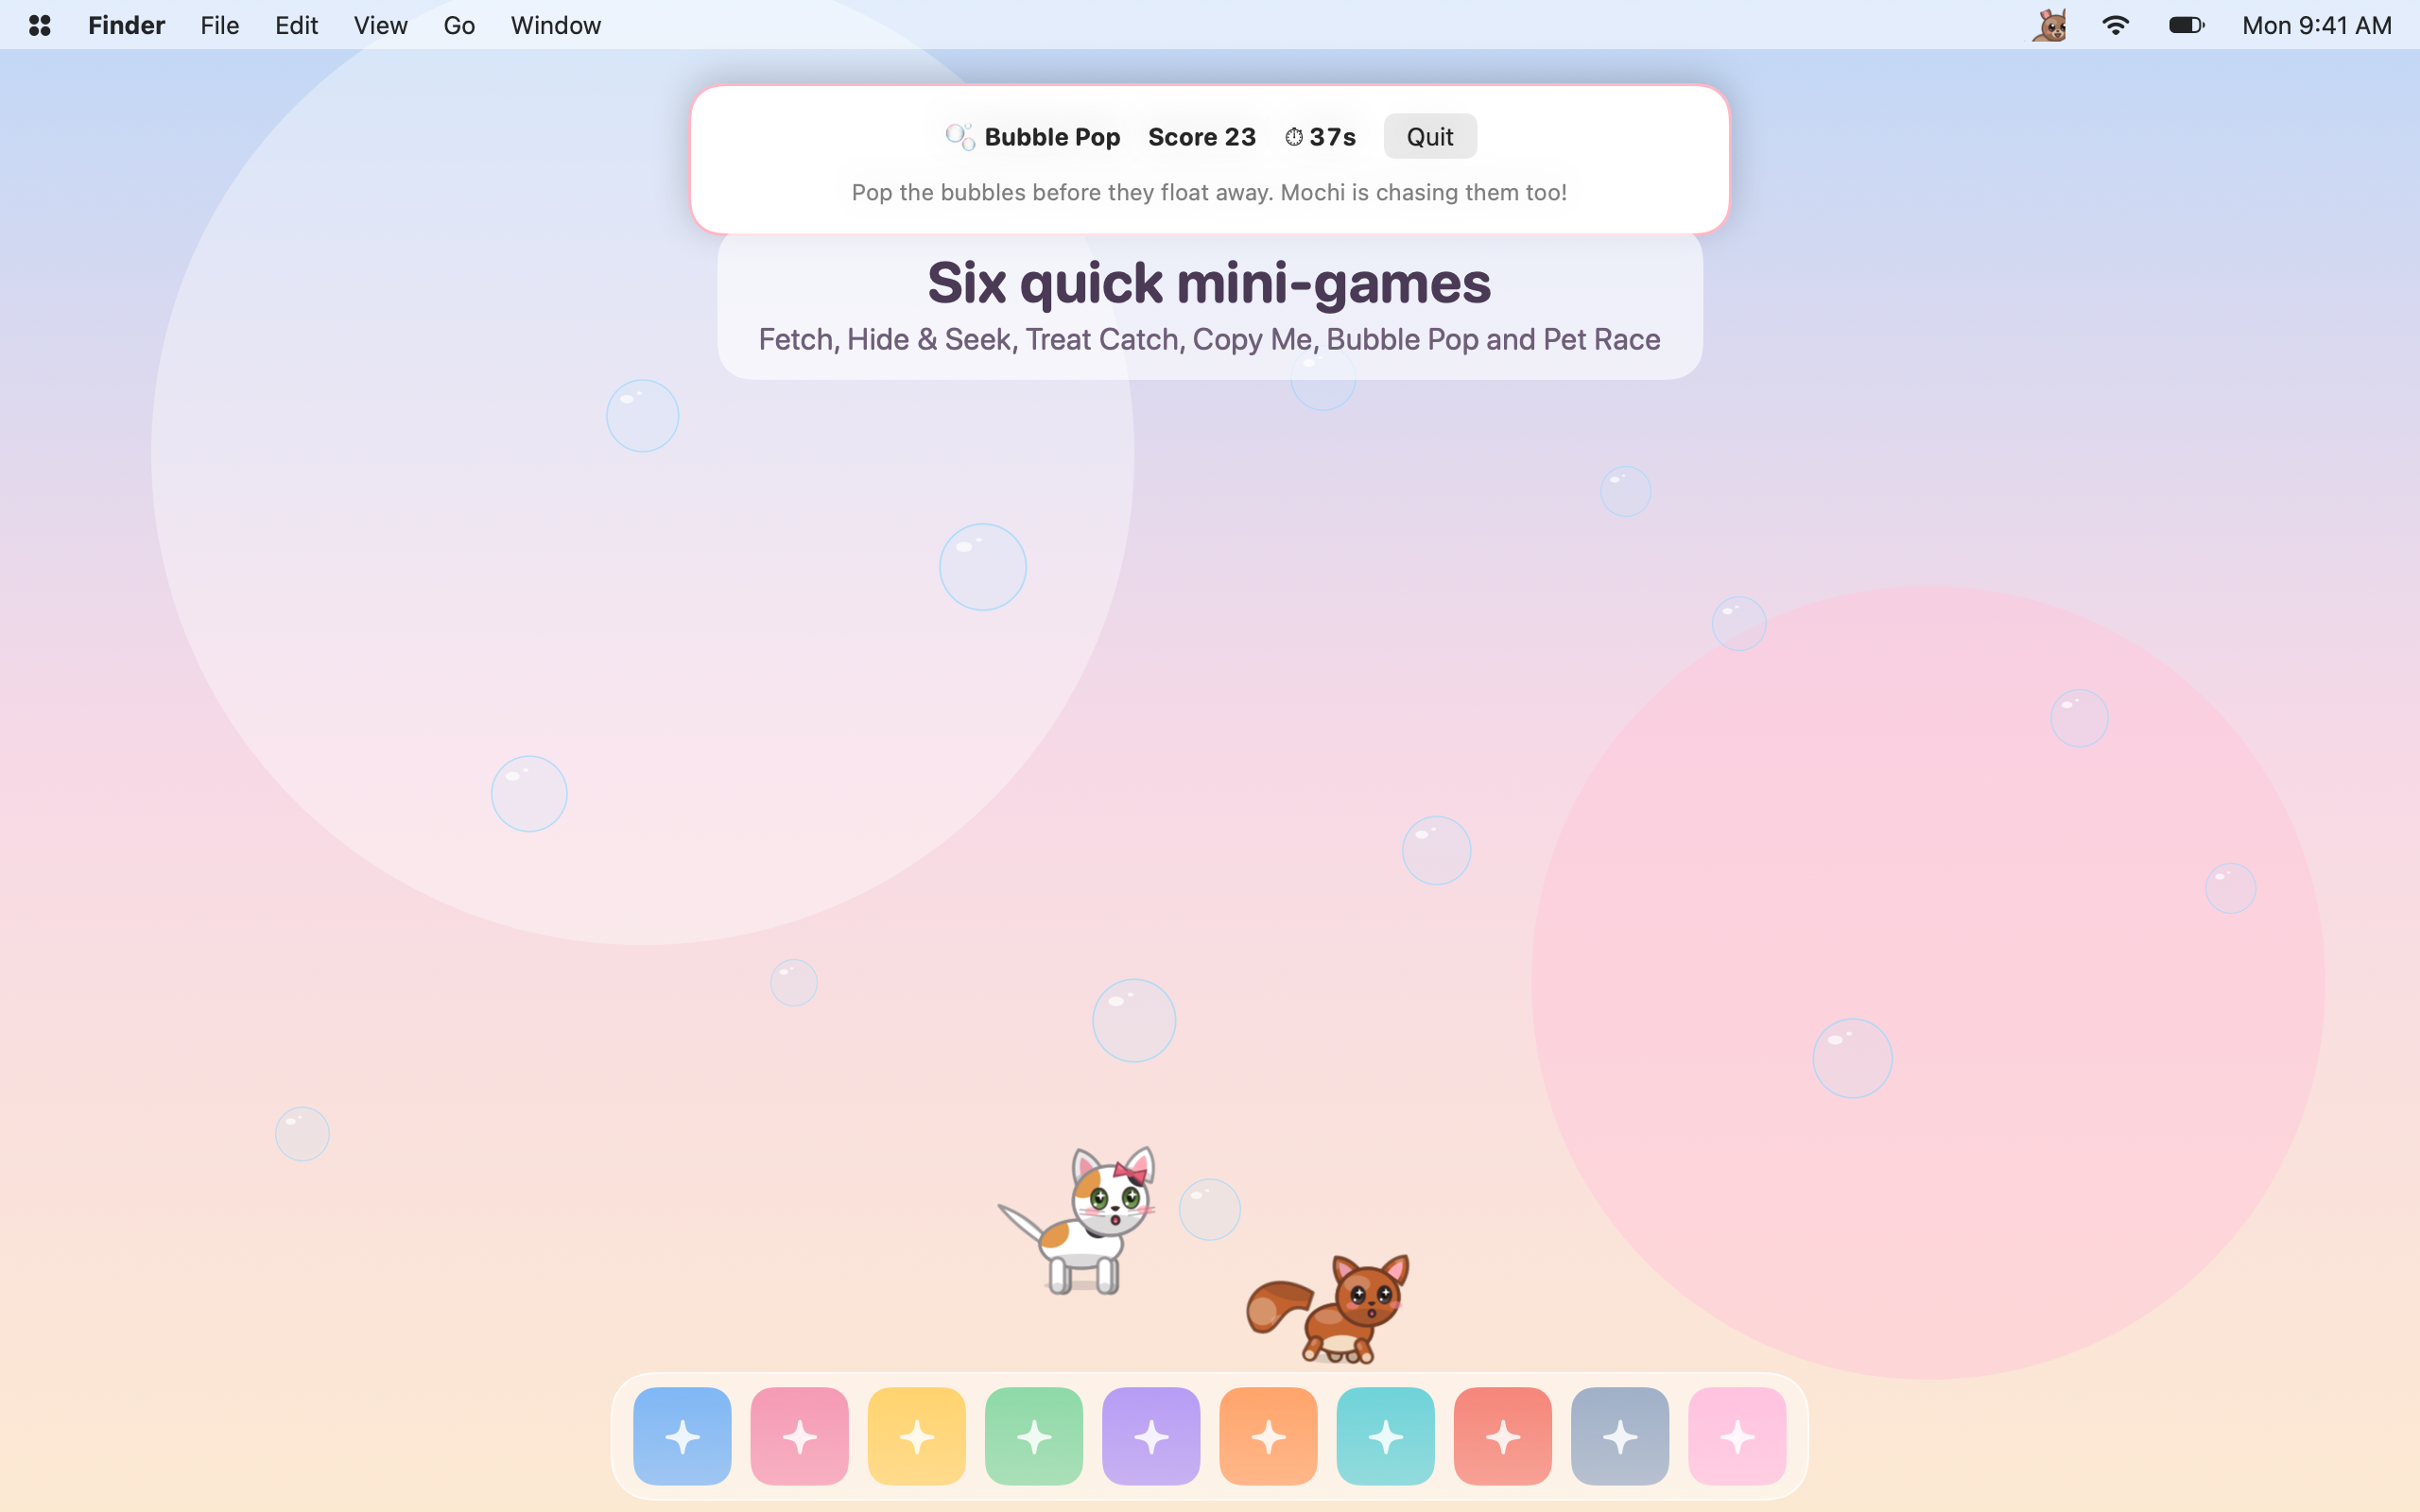 Finder File Edit View Go Window Mon 9:41 AM
Bubble Pop Score 23 37s Quit
Pop the bubbles before they float away. Mochi is chasing them too!
Six quick mini-games
Fetch, Hide & Seek, Treat Catch, Copy Me, Bubble Pop and Pet Race